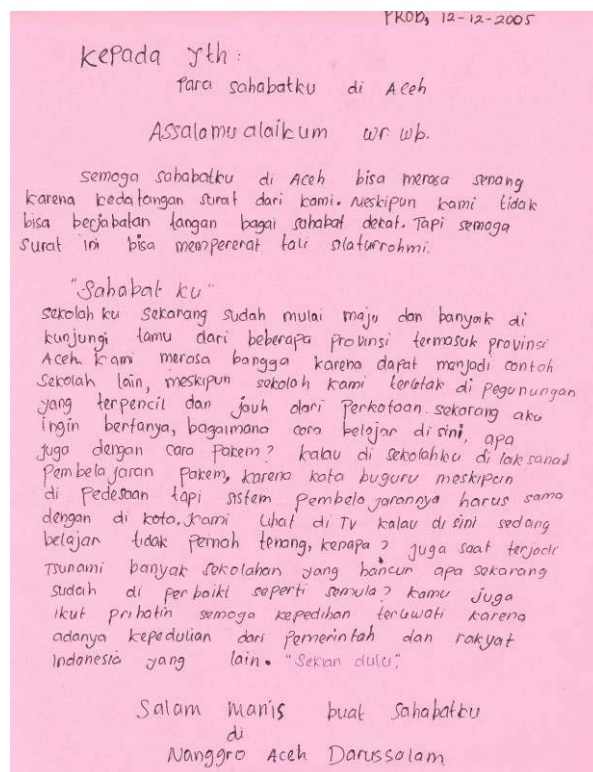 PROB, 12-12-2005
Kepada Yth:
Para sahabatku di Aceh
Assalamualaikum wr. wb.
semoga sahabatku di Aceh bisa merasa senang
karena kedatangan surat dari kami. Meskipun kami tidak
bisa berjabatan tangan bagai sahabat dekat. Tapi semoga
surat ini bisa mempererat tali silaturrohmi.
"Sahabat ku"
Sekolah ku sekarang sudah mulai maju dan banyak di
kunjungi tamu dari beberapa provinsi termasuk provinsi
Aceh. Kami merasa bangga karena dapat menjadi contoh
Sekolah lain, meskipun sekolah kami terletak di pegunungan
yang terpencil dan jauh dari perkotaan. sekarang aku
ingin bertanya, bagaimana cara belajar disini, apa
juga dengan cara Pakem? kalau di sekolahku di laksanad
Pembelajaran Pakem, karena kata buguru meskipun
di Pedesaan tapi sistem Pembelajarannya harus sama
dengan di kota. Kami lihat di TV kalau di sini sedang
belajar tidak pernah tenang, kenapa? juga saat terjadi
Tsunami banyak sekolahan yang hancur apa sekarang
sudah di perbaiki seperti semula? kamu juga
ikut prihatin semoga kepedihan terlewati karena
adanya kepedulian dari Pemerintah dan rakyat
Indonesia yang lain. "Sekian dulu",
Salam manis buat Sahabatku
di
Nanggro Aceh Darussalam